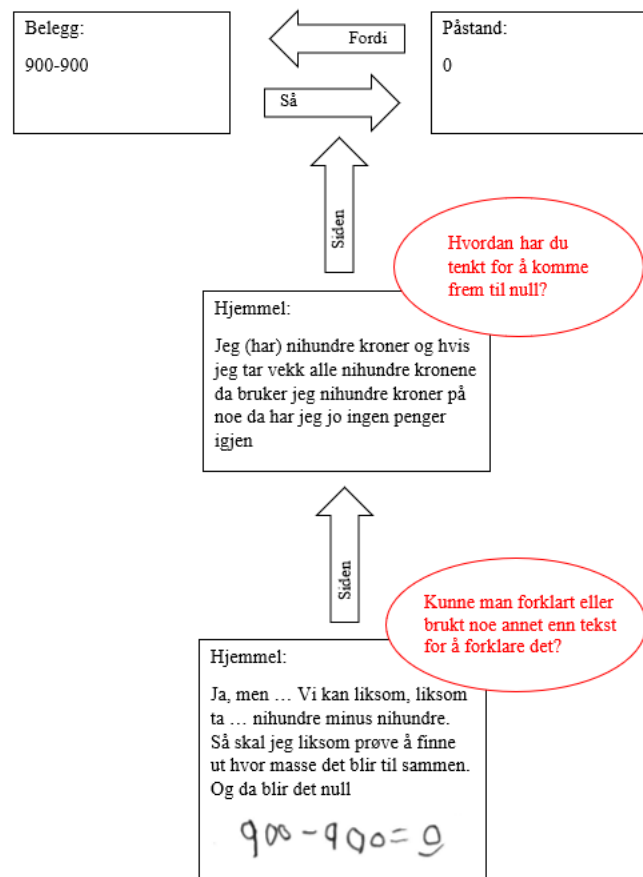 Belegg:
900-900
Fordi
Så
Påstand:
0
Siden
Hvordan har du
tenkt for å komme
frem til null?
Hjemmel:
Jeg (har) nihundre kroner og hvis
jeg tar vekk alle nihundre kronene
da bruker jeg nihundre kroner på
noe da har jeg jo ingen penger
igjen
Siden
Kunne man forklart eller
brukt noe annet enn tekst
for å forklare det?
Hjemmel:
Ja, men … Vi kan liksom, liksom
ta … nihundre minus nihundre.
Så skal jeg liksom prøve å finne
ut hvor masse det blir til sammen.
Og da blir det null
900-900=0